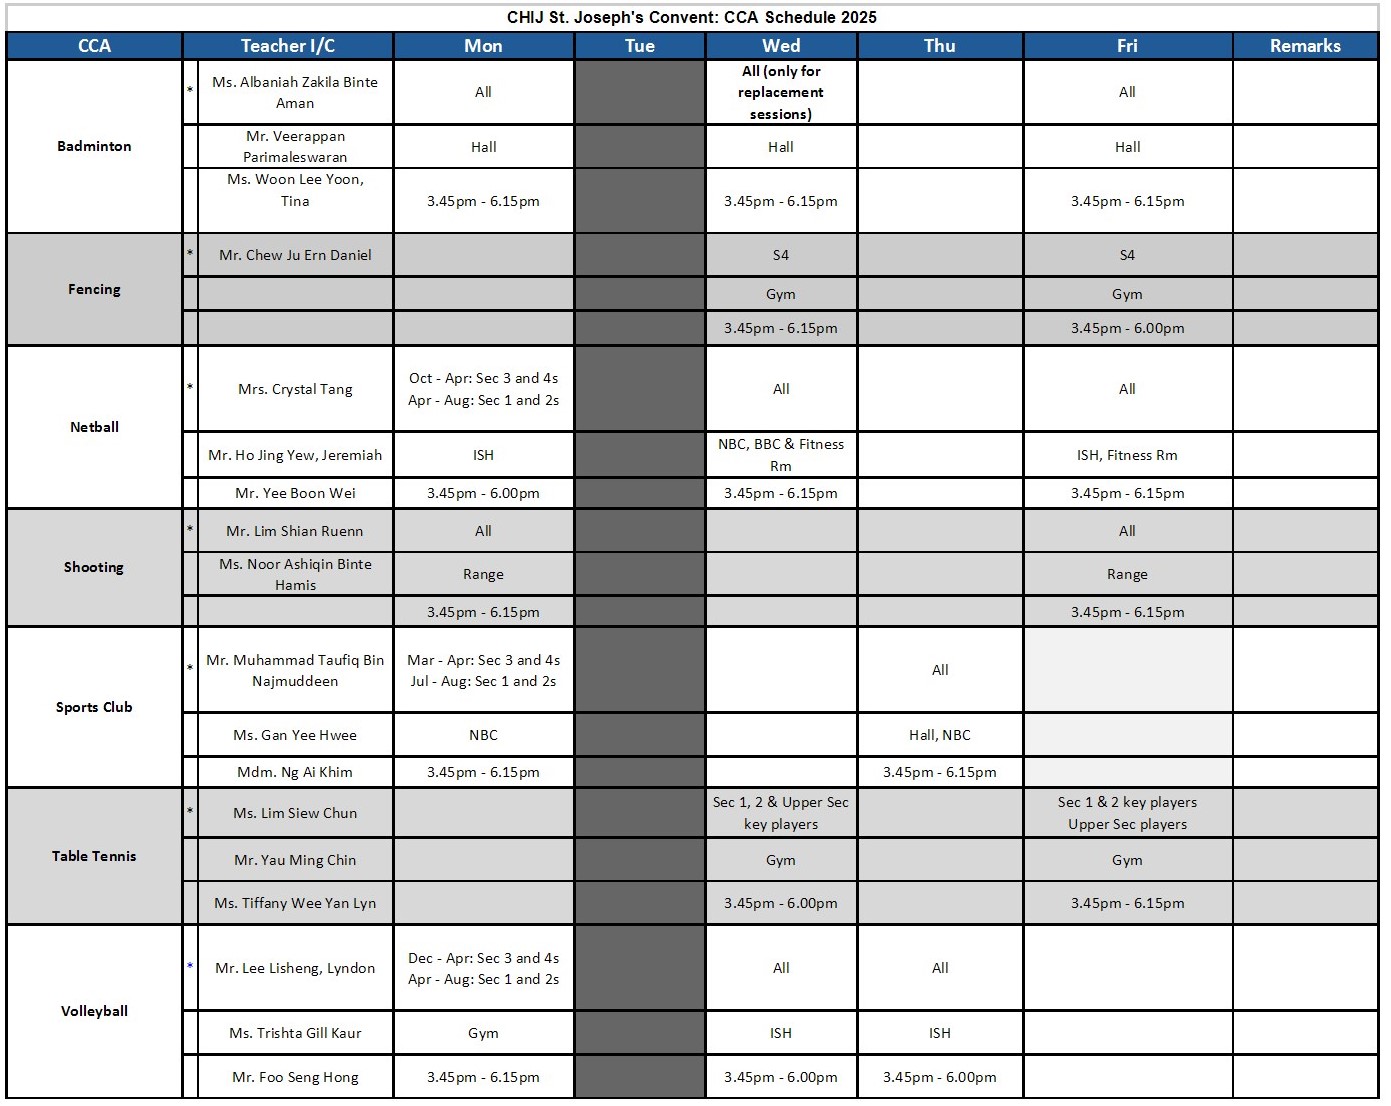 CHIJ St. Joseph's Convent: CCA Schedule 2025
CCA Teacher I/C Mon Tue Wed Thu Fri Remarks
Badminton
*
Ms. Albaniah Zakila Binte
Aman
All
All (only for
replacement
sessions)
All
Mr. Veerappan
Parimaleswaran
Hall
Hall
Hall
Ms. Woon Lee Yoon,
Tina
3.45pm - 6.15pm
3.45pm - 6.15pm
3.45pm - 6.15pm
Fencing
*
Mr. Chew Ju Ern Daniel
S4
S4
Gym
Gym
3.45pm - 6.15pm
3.45pm - 6.00pm
Netball
*
Mrs. Crystal Tang
Oct - Apr: Sec 3 and 4s
Apr - Aug: Sec 1 and 2s
All
All
Mr. Ho Jing Yew, Jeremiah
ISH
NBC, BBC & Fitness
Rm
ISH, Fitness Rm
Mr. Yee Boon Wei
3.45pm - 6.00pm
3.45pm - 6.15pm
3.45pm - 6.15pm
Shooting
*
Mr. Lim Shian Ruenn
All
All
Ms. Noor Ashiqin Binte
Hamis
Range
Range
3.45pm - 6.15pm
3.45pm - 6.15pm
Sports Club
*
Mr. Muhammad Taufiq Bin
Najmuddeen
Mar - Apr: Sec 3 and 4s
Jul - Aug: Sec 1 and 2s
All
Ms. Gan Yee Hwee
NBC
Hall, NBC
Mdm. Ng Ai Khim
3.45pm - 6.15pm
3.45pm - 6.15pm
Table Tennis
*
Ms. Lim Siew Chun
Sec 1, 2 & Upper Sec
key players
Sec 1 & 2 key players
Upper Sec players
Mr. Yau Ming Chin
Gym
Gym
Ms. Tiffany Wee Yan Lyn
3.45pm - 6.00pm
3.45pm - 6.15pm
Volleyball
*
Mr. Lee Lisheng, Lyndon
Dec - Apr: Sec 3 and 4s
Apr - Aug: Sec 1 and 2s
All
All
Ms. Trishta Gill Kaur
Gym
ISH
ISH
Mr. Foo Seng Hong
3.45pm - 6.15pm
3.45pm - 6.00pm
3.45pm - 6.00pm